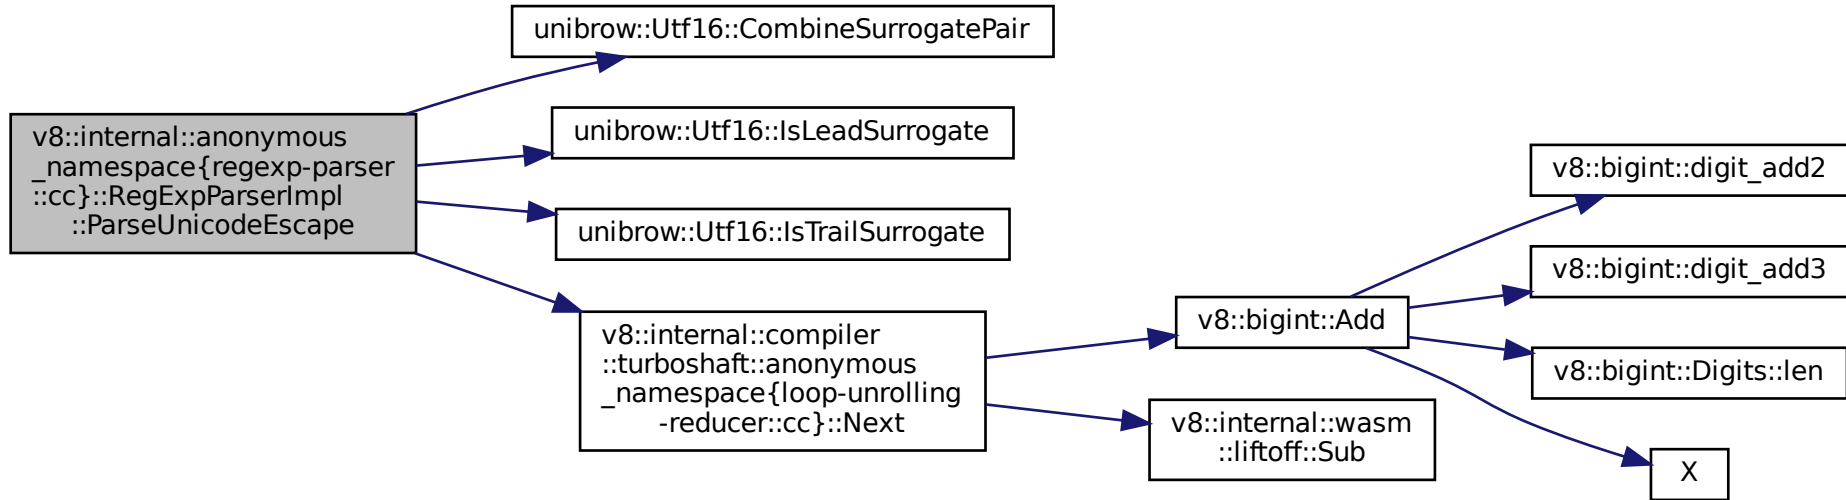 unibrow::Utf16::CombineSurrogatePair
v8::internal::anonymous
_namespace{regexp-parser
::cc}::RegExpParserImpl
::ParseUnicodeEscape
unibrow::Utf16::IsLeadSurrogate
unibrow::Utf16::IsTrailSurrogate
v8::internal::compiler
::turboshaft::anonymous
_namespace{loop-unrolling
-reducer::cc}::Next
v8::bigint::Add
v8::internal::wasm
::liftoff::Sub
v8::bigint::digit_add2
v8::bigint::digit_add3
v8::bigint::Digits::len
X